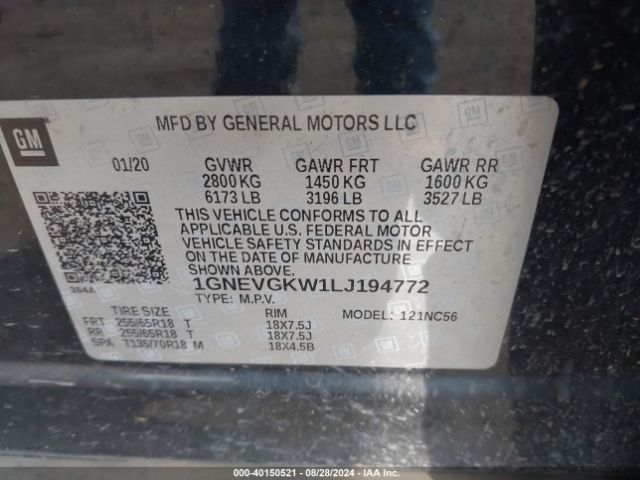 GM
MFD BY GENERAL MOTORS LLC
01/20 GVWR GAWR FRT GAWR RR
2800 KG 1450 KG 1600 KG
6173 LB 3196 LB 3527 LB
THIS VEHICLE CONFORMS TO ALL
APPLICABLE U.S. FEDERAL MOTOR
VEHICLE SAFETY STANDARDS IN EFFECT
ON THE DATE OF MANUFACTURE
SHOWN ABOVE.
384A 1GNEVGKW1LJ194772
TYPE: M.P.V.
TIRE SIZE RIM MODEL: 121NC56
FRT 255/65R18 T 18X7.5J
RR 255/65R18 T 18X7.5J
SPA T135/70R18 M 18X4.5B
000-40150521 - 08/28/2024 - IAA Inc.